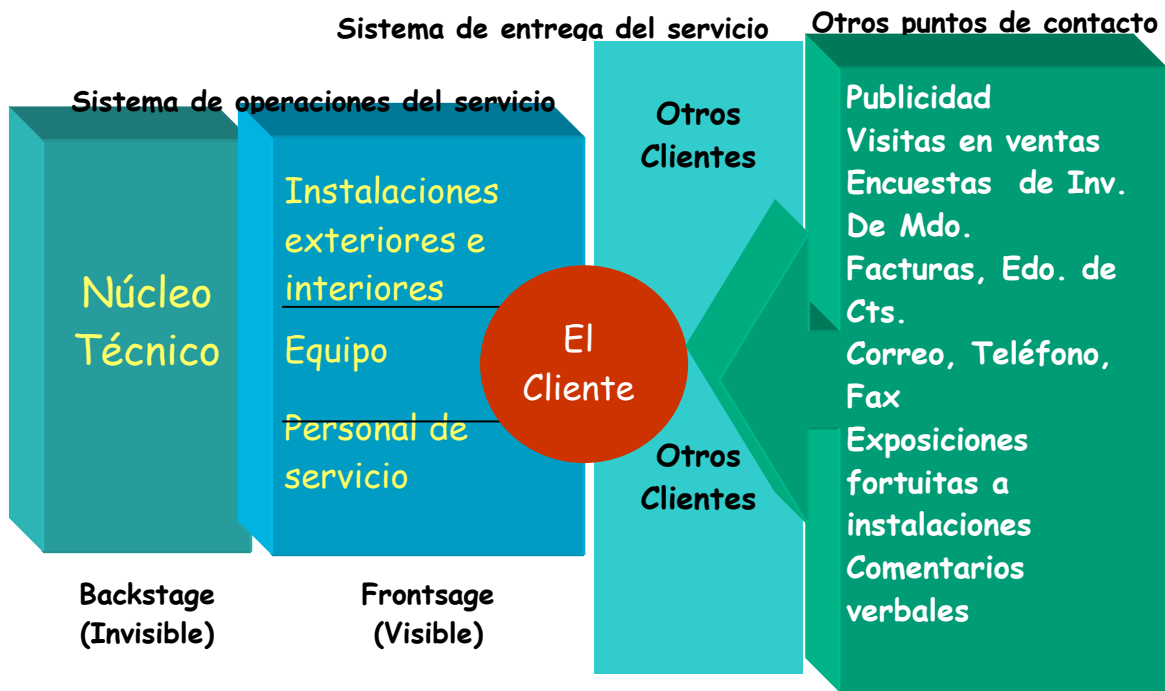 Sistema de entrega del servicio
Otros puntos de contacto
Sistema de operaciones del servicio
Núcleo
Técnico
Instalaciones
exteriores e
interiores
Equipo
Personal de
servicio
El
Cliente
Otros
Clientes
Otros
Clientes
Publicidad
Visitas en ventas
Encuestas de Inv.
De Mdo.
Facturas, Edo. de
Cts.
Correo, Teléfono,
Fax
Exposiciones
fortuitas a
instalaciones
Comentarios
verbales
Backstage
(Invisible)
Frontsage
(Visible)